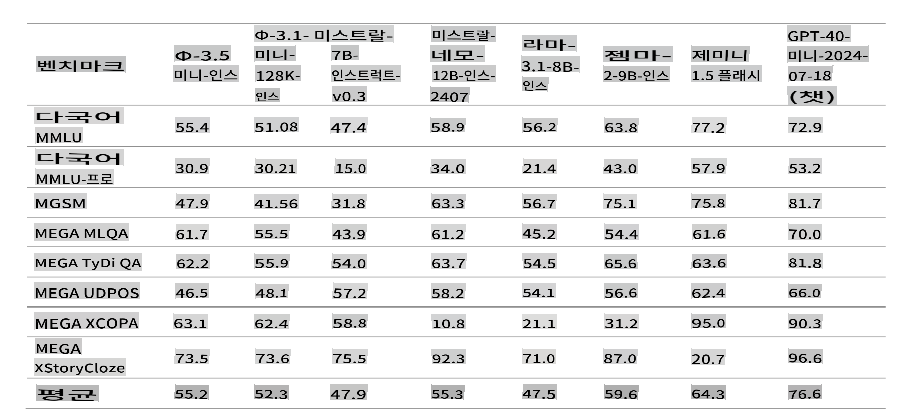 벤치마크 Φ-3.5 미니-인스 Φ-3.1- 미니- 128K- 인스 미스트랄- 7B- 인스트럭트- v0.3 미스트랄- 네모- 12B-인스- 2407 라마- 3.1-8B- 인스 젬마- 2-9B-인스 제미니 1.5 플래시 GPT-40- 미니-2024- 07-18 (챗)
다국어 MMLU 55.4 51.08 47.4 58.9 56.2 63.8 77.2 72.9
다국어 MMLU-프로 30.9 30.21 15.0 34.0 21.4 43.0 57.9 53.2
MGSM 47.9 41.56 31.8 63.3 56.7 75.1 75.8 81.7
MEGA MLQA 61.7 55.5 43.9 61.2 45.2 54.4 61.6 70.0
MEGA TyDi QA 62.2 55.9 54.0 63.7 54.5 65.6 63.6 81.8
MEGA UDPOS 46.5 48.1 57.2 58.2 54.1 56.6 62.4 66.0
MEGA XCOPA 63.1 62.4 58.8 10.8 21.1 31.2 95.0 90.3
MEGA XStoryCloze 73.5 73.6 75.5 92.3 71.0 87.0 20.7 96.6
평균 55.2 52.3 47.9 55.3 47.5 59.6 64.3 76.6